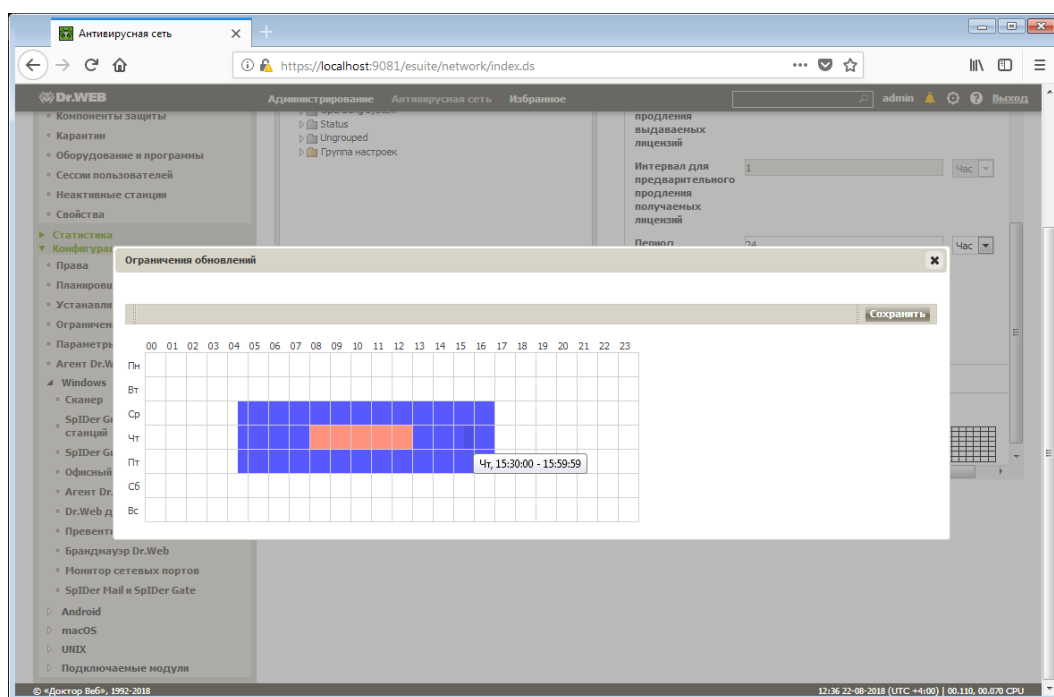 Антивирусная сеть
https://localhost:9081/esuite/network/index.ds
Dr.WEB
Администрирование Антивирусная сеть Избранное
admin Выход
Компоненты защиты
Карантин
Оборудование и программы
Сессии пользователей
Неактивные станции
Свойства
Статистика
Status
Ungrouped
Группа настроек
продления
выдаваемых
лицензий
Интервал для
предварительного
продления
получаемых
лицензий
1 Час
Период 24 Час
Ограничения обновлений
Сохранить
Права
Windows
Сканер
станций
Офисный
Агент Dr.
Dr.Web
Брандмауэр Dr.Web
Монитор сетевых портов
SpIDer Mail и SpIDer Gate
Android
macOS
UNIX
Подключаемые модули
00 01 02 03 04 05 06 07 08 09 10 11 12 13 14 15 16 17 18 19 20 21 22 23
Пн
Вт
Ср
Чт
Пт
Сб
Вс
Чт, 15:30:00 - 15:59:59
© «Доктор Веб», 1992-2018
12:36 22-08-2018 (UTC +4:00) | 00.110, 00.070 CPU